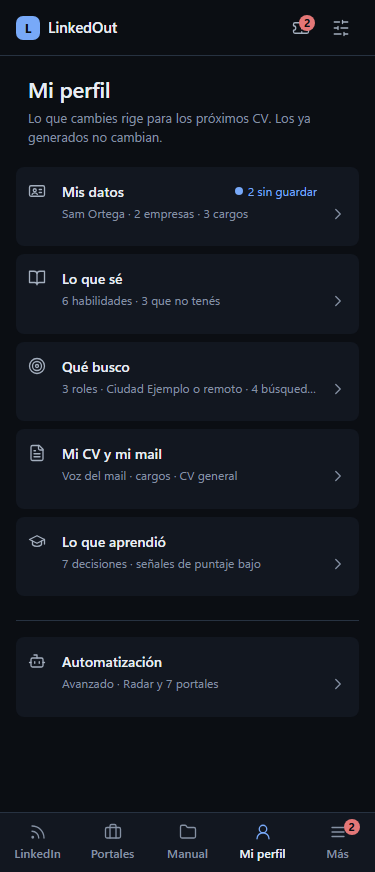 L LinkedOut 2
Mi perfil
Lo que cambies rige para los próximos CV. Los ya
generados no cambian.
Mis datos 2 sin guardar
Sam Ortega · 2 empresas · 3 cargos
Lo que sé
6 habilidades · 3 que no tenés
Qué busco
3 roles · Ciudad Ejemplo o remoto · 4 búsqued...
Mi CV y mi mail
Voz del mail · cargos · CV general
Lo que aprendió
7 decisiones · señales de puntaje bajo
Automatización
Avanzado · Radar y 7 portales
2
LinkedIn Portales Manual Mi perfil Más